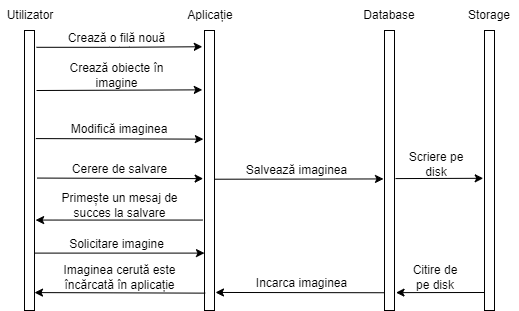 Utilizator
Aplicație
Database
Storage
Crează o filă nouă
Crează obiecte în
imagine
Modifică imaginea
Cerere de salvare
Salvează imaginea
Scriere pe
disk
Primește un mesaj de
succes la salvare
Solicitare imagine
Imaginea cerută este
încărcată în aplicație
Incarca imaginea
Citire de
pe disk